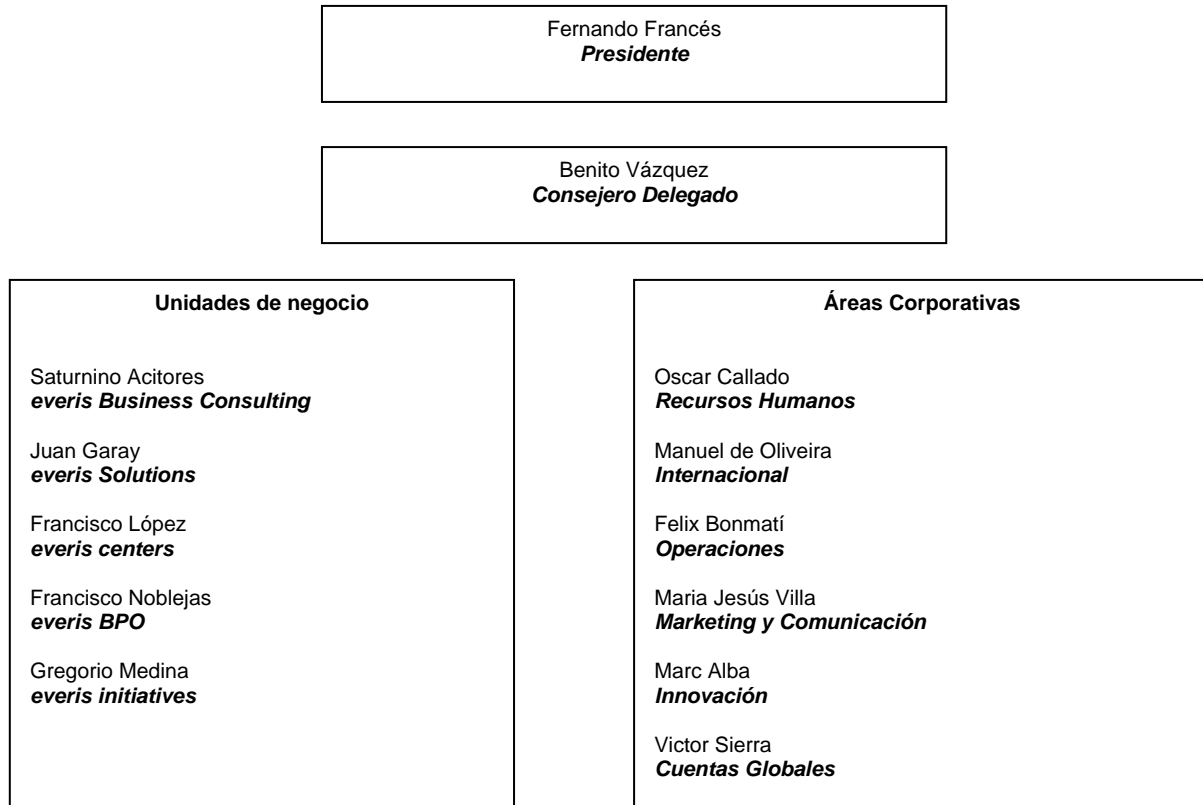 Fernando Francés
Presidente
Benito Vázquez
Consejero Delegado
Unidades de negocio
Saturnino Acitores
everis Business Consulting
Juan Garay
everis Solutions
Francisco López
everis centers
Francisco Noblejas
everis BPO
Gregorio Medina
everis initiatives
Áreas Corporativas
Oscar Callado
Recursos Humanos
Manuel de Oliveira
Internacional
Felix Bonmatí
Operaciones
Maria Jesús Villa
Marketing y Comunicación
Marc Alba
Innovación
Victor Sierra
Cuentas Globales